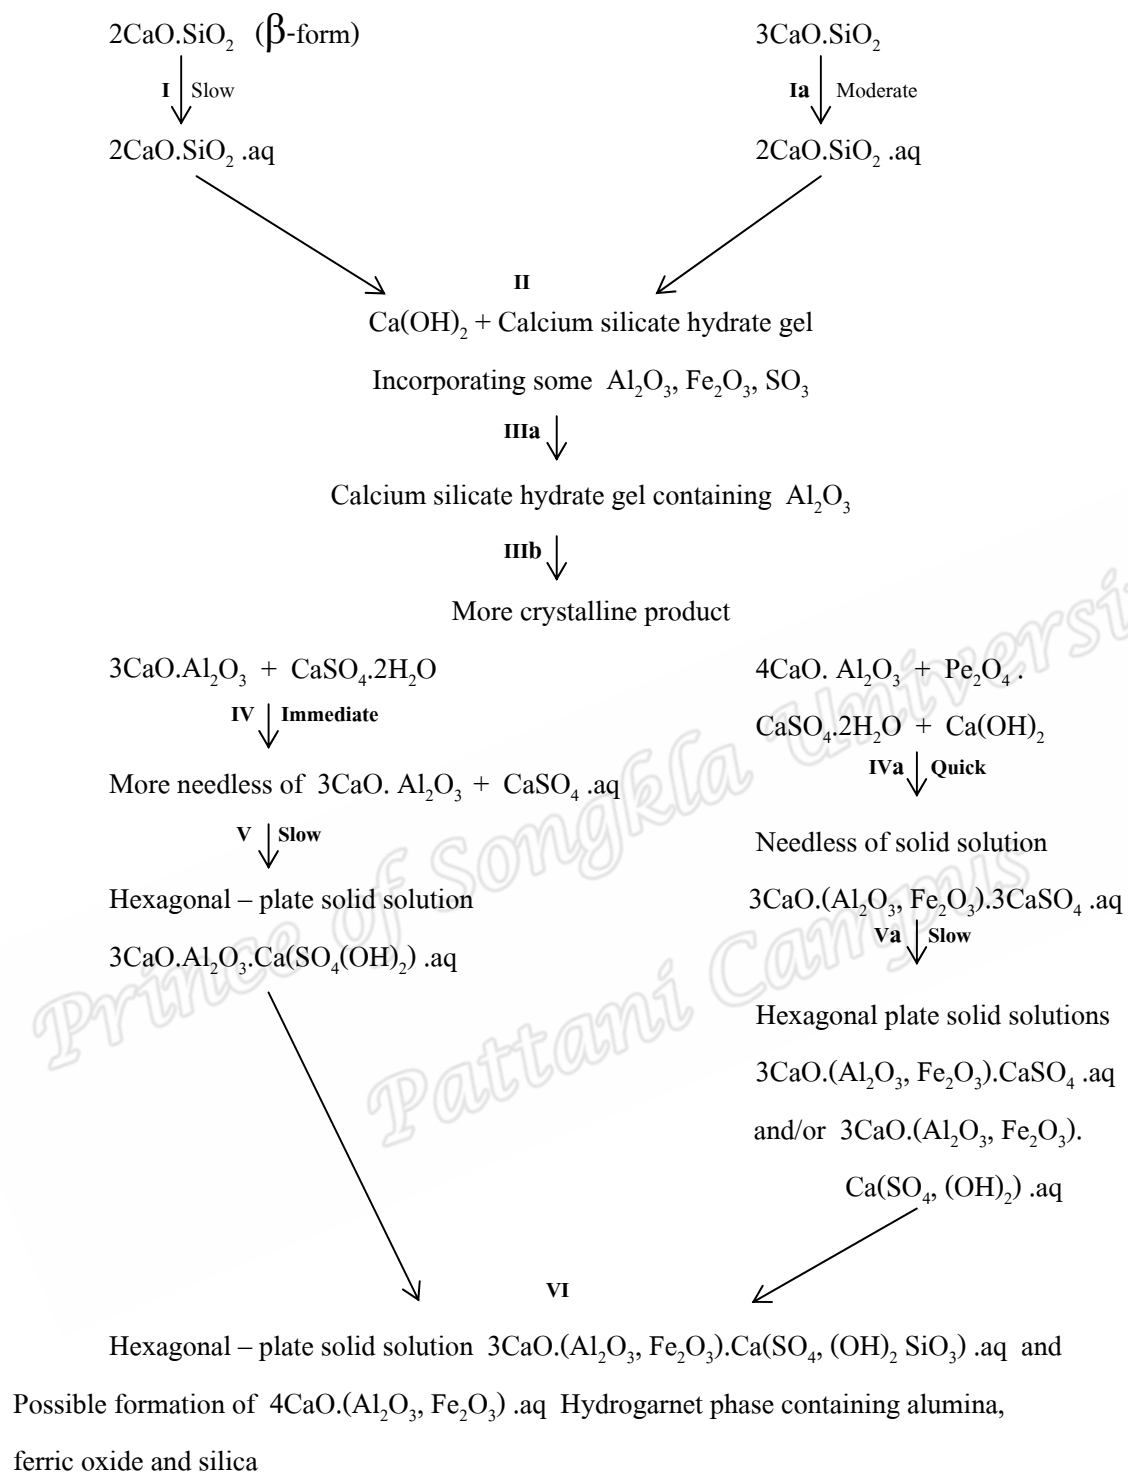 2CaO.SiO₂ (β-form)
3CaO.SiO₂
I Slow
Ia Moderate
2CaO.SiO₂ .aq
2CaO.SiO₂ .aq
II
Ca(OH)₂ + Calcium silicate hydrate gel
Incorporating some Al₂O₃, Fe₂O₃, SO₃
IIIa
Calcium silicate hydrate gel containing Al₂O₃
IIIb
More crystalline product
3CaO.Al₂O₃ + CaSO₄.2H₂O
IV Immediate
More needless of 3CaO. Al₂O₃ + CaSO₄ .aq
V Slow
Hexagonal – plate solid solution
3CaO.Al₂O₃.Ca(SO₄(OH)₂) .aq
4CaO. Al₂O₃ + Pe₂O₄ .
CaSO₄.2H₂O + Ca(OH)₂
IVa Quick
Needless of solid solution
3CaO.(Al₂O₃, Fe₂O₃).3CaSO₄ .aq
Va Slow
Hexagonal plate solid solutions
3CaO.(Al₂O₃, Fe₂O₃).CaSO₄ .aq
and/or 3CaO.(Al₂O₃, Fe₂O₃).
Ca(SO₄, (OH)₂) .aq
VI
Hexagonal – plate solid solution 3CaO.(Al₂O₃, Fe₂O₃).Ca(SO₄, (OH)₂ SiO₃) .aq and
Possible formation of 4CaO.(Al₂O₃, Fe₂O₃) .aq Hydrogarnet phase containing alumina,
ferric oxide and silica
Prince of Songkla Universi
Pattani Campus